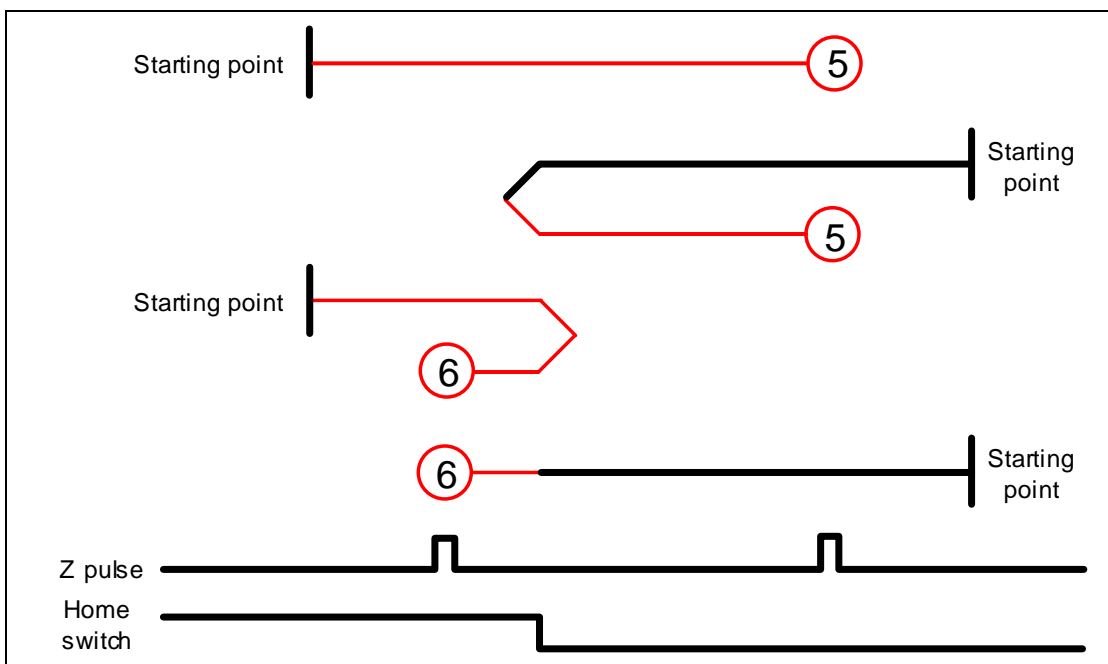 Starting point
5
Starting
point
5
Starting point
6
6
Starting
point
Z pulse
Home
switch